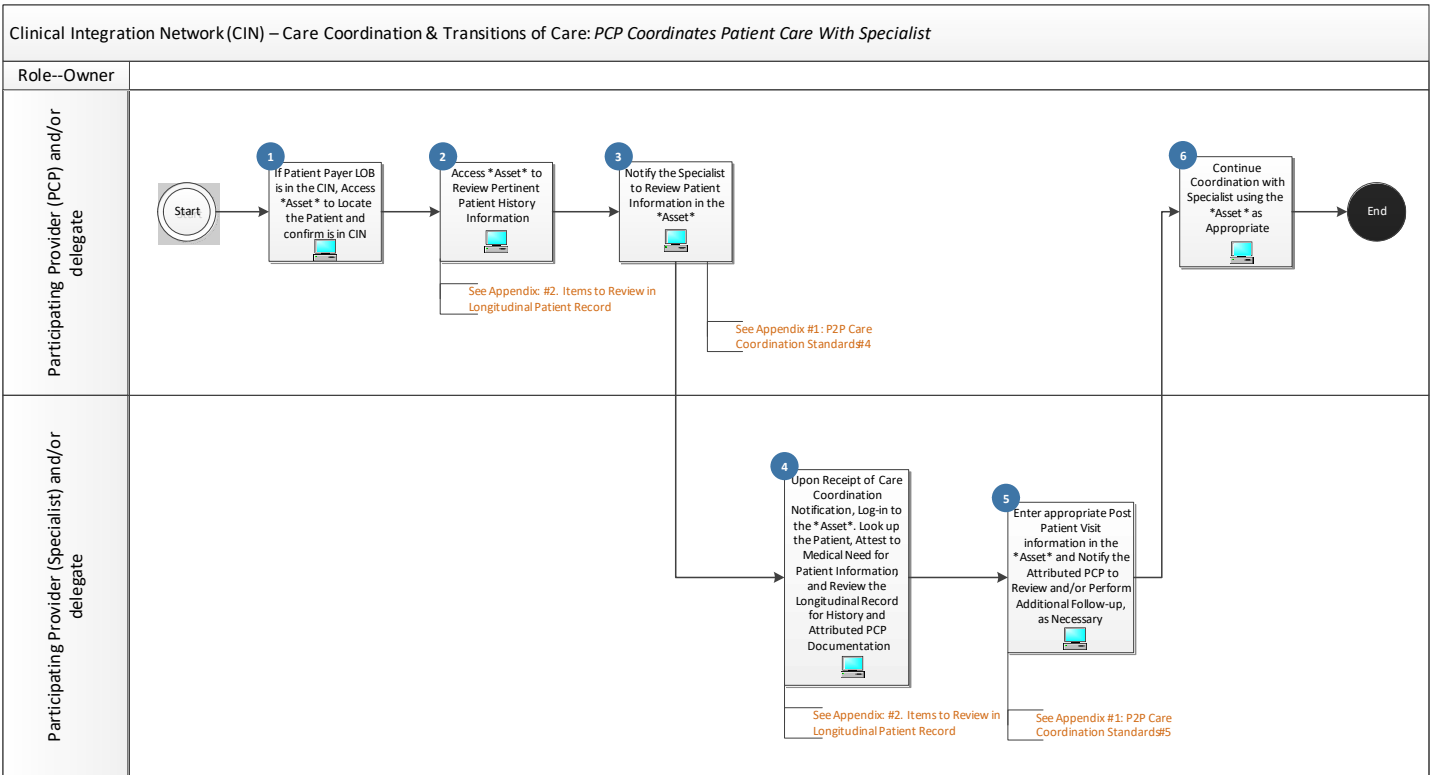 Clinical Integration Network (CIN) – Care Coordination & Transitions of Care: PCP Coordinates Patient Care With Specialist
Role--Owner
Participating Provider (PCP) and/or
delegate
Start
1
If Patient Payer LOB
is in the CIN, Access
*Asset* to Locate
the Patient and
confirm is in CIN
2
Access *Asset* to
Review Pertinent
Patient History
Information
See Appendix: #2. Items to Review in
Longitudinal Patient Record
3
Notify the Specialist
to Review Patient
Information in the
*Asset*
See Appendix #1: P2P Care
Coordination Standards#4
6
Continue
Coordination with
Specialist using the
*Asset * as
Appropriate
End
Participating Provider (Specialist) and/or
delegate
4
Upon Receipt of Care
Coordination
Notification, Log-in to
the *Asset*. Look up
the Patient, Attest to
Medical Need for
Patient Information,
and Review the
Longitudinal Record
for History and
Attributed PCP
Documentation
See Appendix: #2. Items to Review in
Longitudinal Patient Record
5
Enter appropriate Post
Patient Visit
information in the
*Asset* and Notify the
Attributed PCP to
Review and/or Perform
Additional Follow-up,
as Necessary
See Appendix #1: P2P Care
Coordination Standards#5